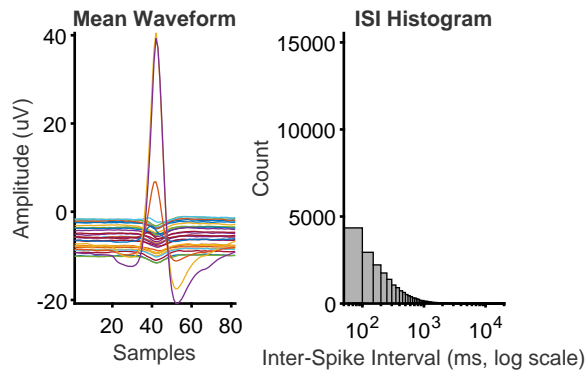 Mean Waveform
Amplitude (uV)
40
20
0
-20
20
40
60
80
Samples
ISI Histogram
Count
15000
10000
5000
0
10^2
10^3
10^4
Inter-Spike Interval (ms, log scale)